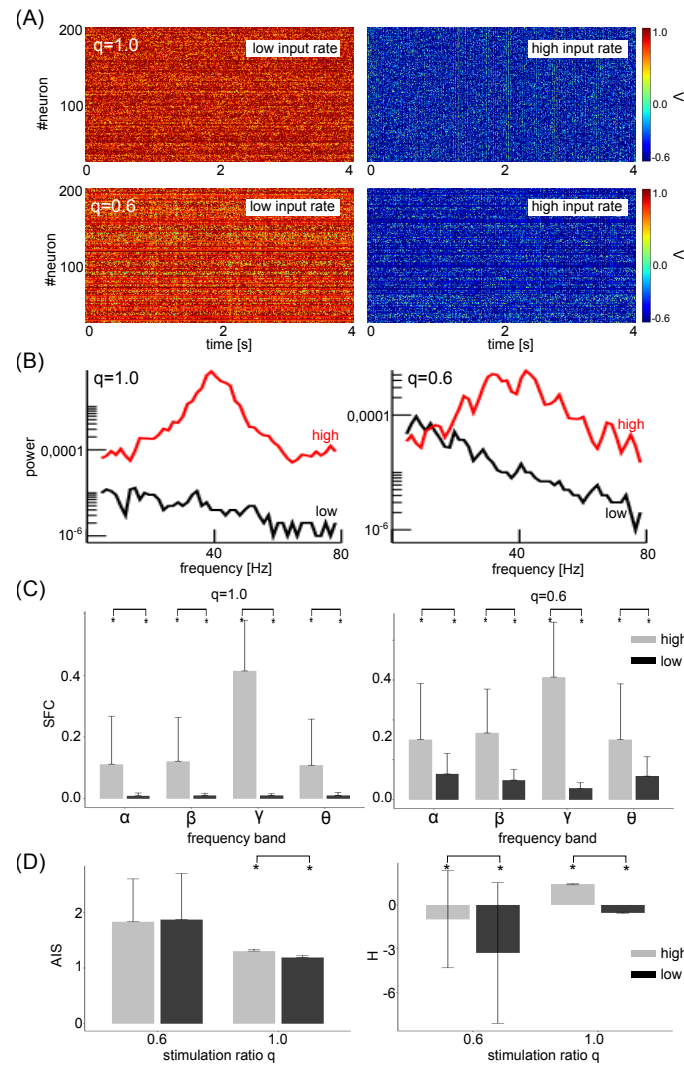 (A)
200
q=1.0
low input rate
high input rate
1.0
#neuron
100
0.0
V
-0.6
0
2
4
0
2
4
200
q=0.6
low input rate
high input rate
1.0
#neuron
100
0.0
V
-0.6
0
2
4
0
2
4
time [s]
time [s]
(B)
q=1.0
q=0.6
high
high
0,0001
0,0001
power
low
low
10-6
10-6
40
80
40
80
frequency [Hz]
frequency [Hz]
(C)
q=1.0
q=0.6
* * * * * * * *
* * * * * * * *
high
low
0.4
0.4
SFC
0.2
0.2
0.0
0.0
α β γ θ
α β γ θ
frequency band
frequency band
(D)
* *
* * * *
2
0
AIS
1
-3
H
high
low
-6
0
0.6
1.0
0.6
1.0
stimulation ratio q
stimulation ratio q